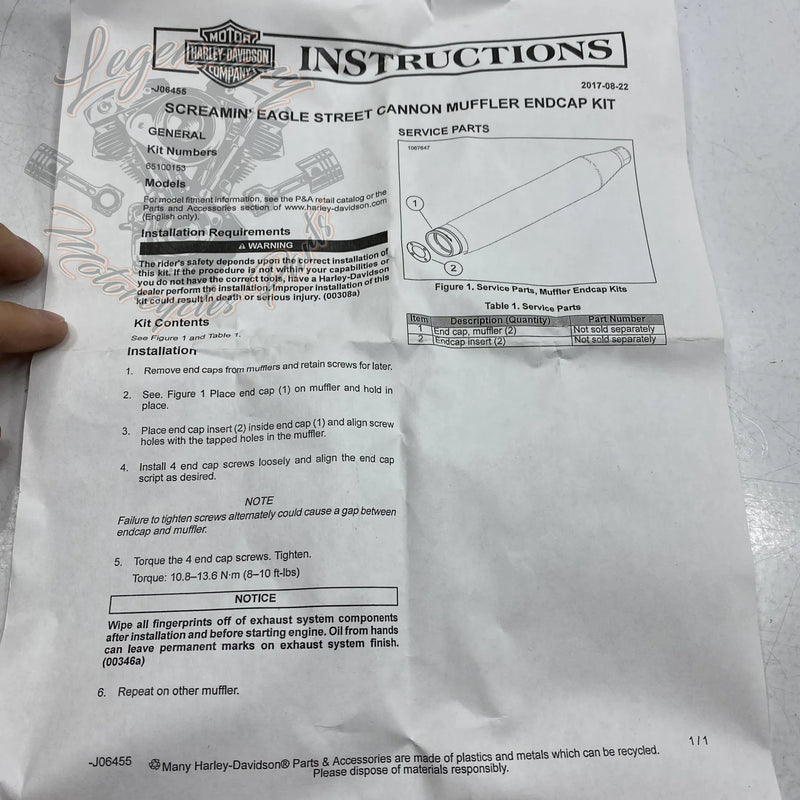 MOTOR
HARLEY-DAVIDSON
COMPANY
INSTRUCTIONS
-J06455
2017-08-22
SCREAMIN' EAGLE STREET CANNON MUFFLER ENDCAP KIT
GENERAL
Kit Numbers
65100153
Models
For model fitment information, see the P&A retail catalog or the
Parts and Accessories section of www.harley-davidson.com
(English only).
Installation Requirements
⚠ WARNING
The rider's safety depends upon the correct installation of
this kit. If the procedure is not within your capabilities or
you do not have the correct tools, have a Harley-Davidson
dealer perform the installation. Improper installation of this
kit could result in death or serious injury. (00308a)
Kit Contents
See Figure 1 and Table 1.
Installation
1. Remove end caps from mufflers and retain screws for later.
2. See. Figure 1 Place end cap (1) on muffler and hold in
place.
3. Place end cap insert (2) inside end cap (1) and align screw
holes with the tapped holes in the muffler.
4. Install 4 end cap screws loosely and align the end cap
script as desired.
NOTE
Failure to tighten screws alternately could cause a gap between
endcap and muffler.
5. Torque the 4 end cap screws. Tighten.
Torque: 10.8–13.6 N·m (8–10 ft-lbs)
NOTICE
Wipe all fingerprints off of exhaust system components
after installation and before starting engine. Oil from hands
can leave permanent marks on exhaust system finish.
(00346a)
6. Repeat on other muffler.
SERVICE PARTS
1067647
1
2
Figure 1. Service Parts, Muffler Endcap Kits
Table 1. Service Parts
Item Description (Quantity) Part Number
1 End cap, muffler (2) Not sold separately
2 Endcap insert (2) Not sold separately
-J06455
Many Harley-Davidson® Parts & Accessories are made of plastics and metals which can be recycled.
Please dispose of materials responsibly.
1 / 1
Legendary
Motorcycles Parts